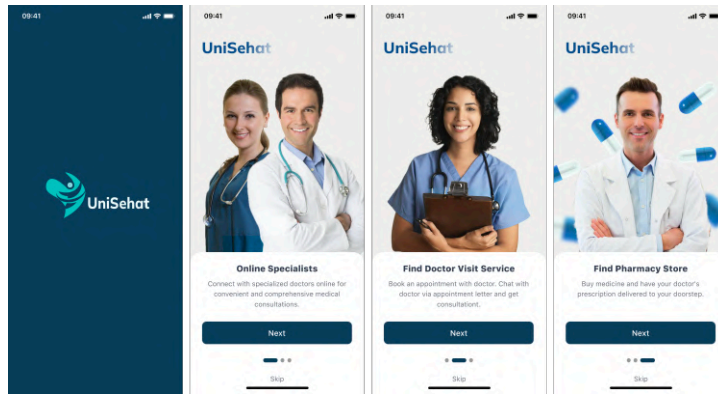 09:41
UniSehat
09:41
UniSehat
Online Specialists
Connect with specialized doctors online for
convenient and comprehensive medical
consultations.
Next
Skip
09:41
UniSehat
Find Doctor Visit Service
Book an appointment with doctor. Chat with
doctor via appointment letter and get
consultationt.
Next
Skip
09:41
UniSehat
Find Pharmacy Store
Buy medicine and have your doctor's
prescription delivered to your doorstep.
Next
Skip